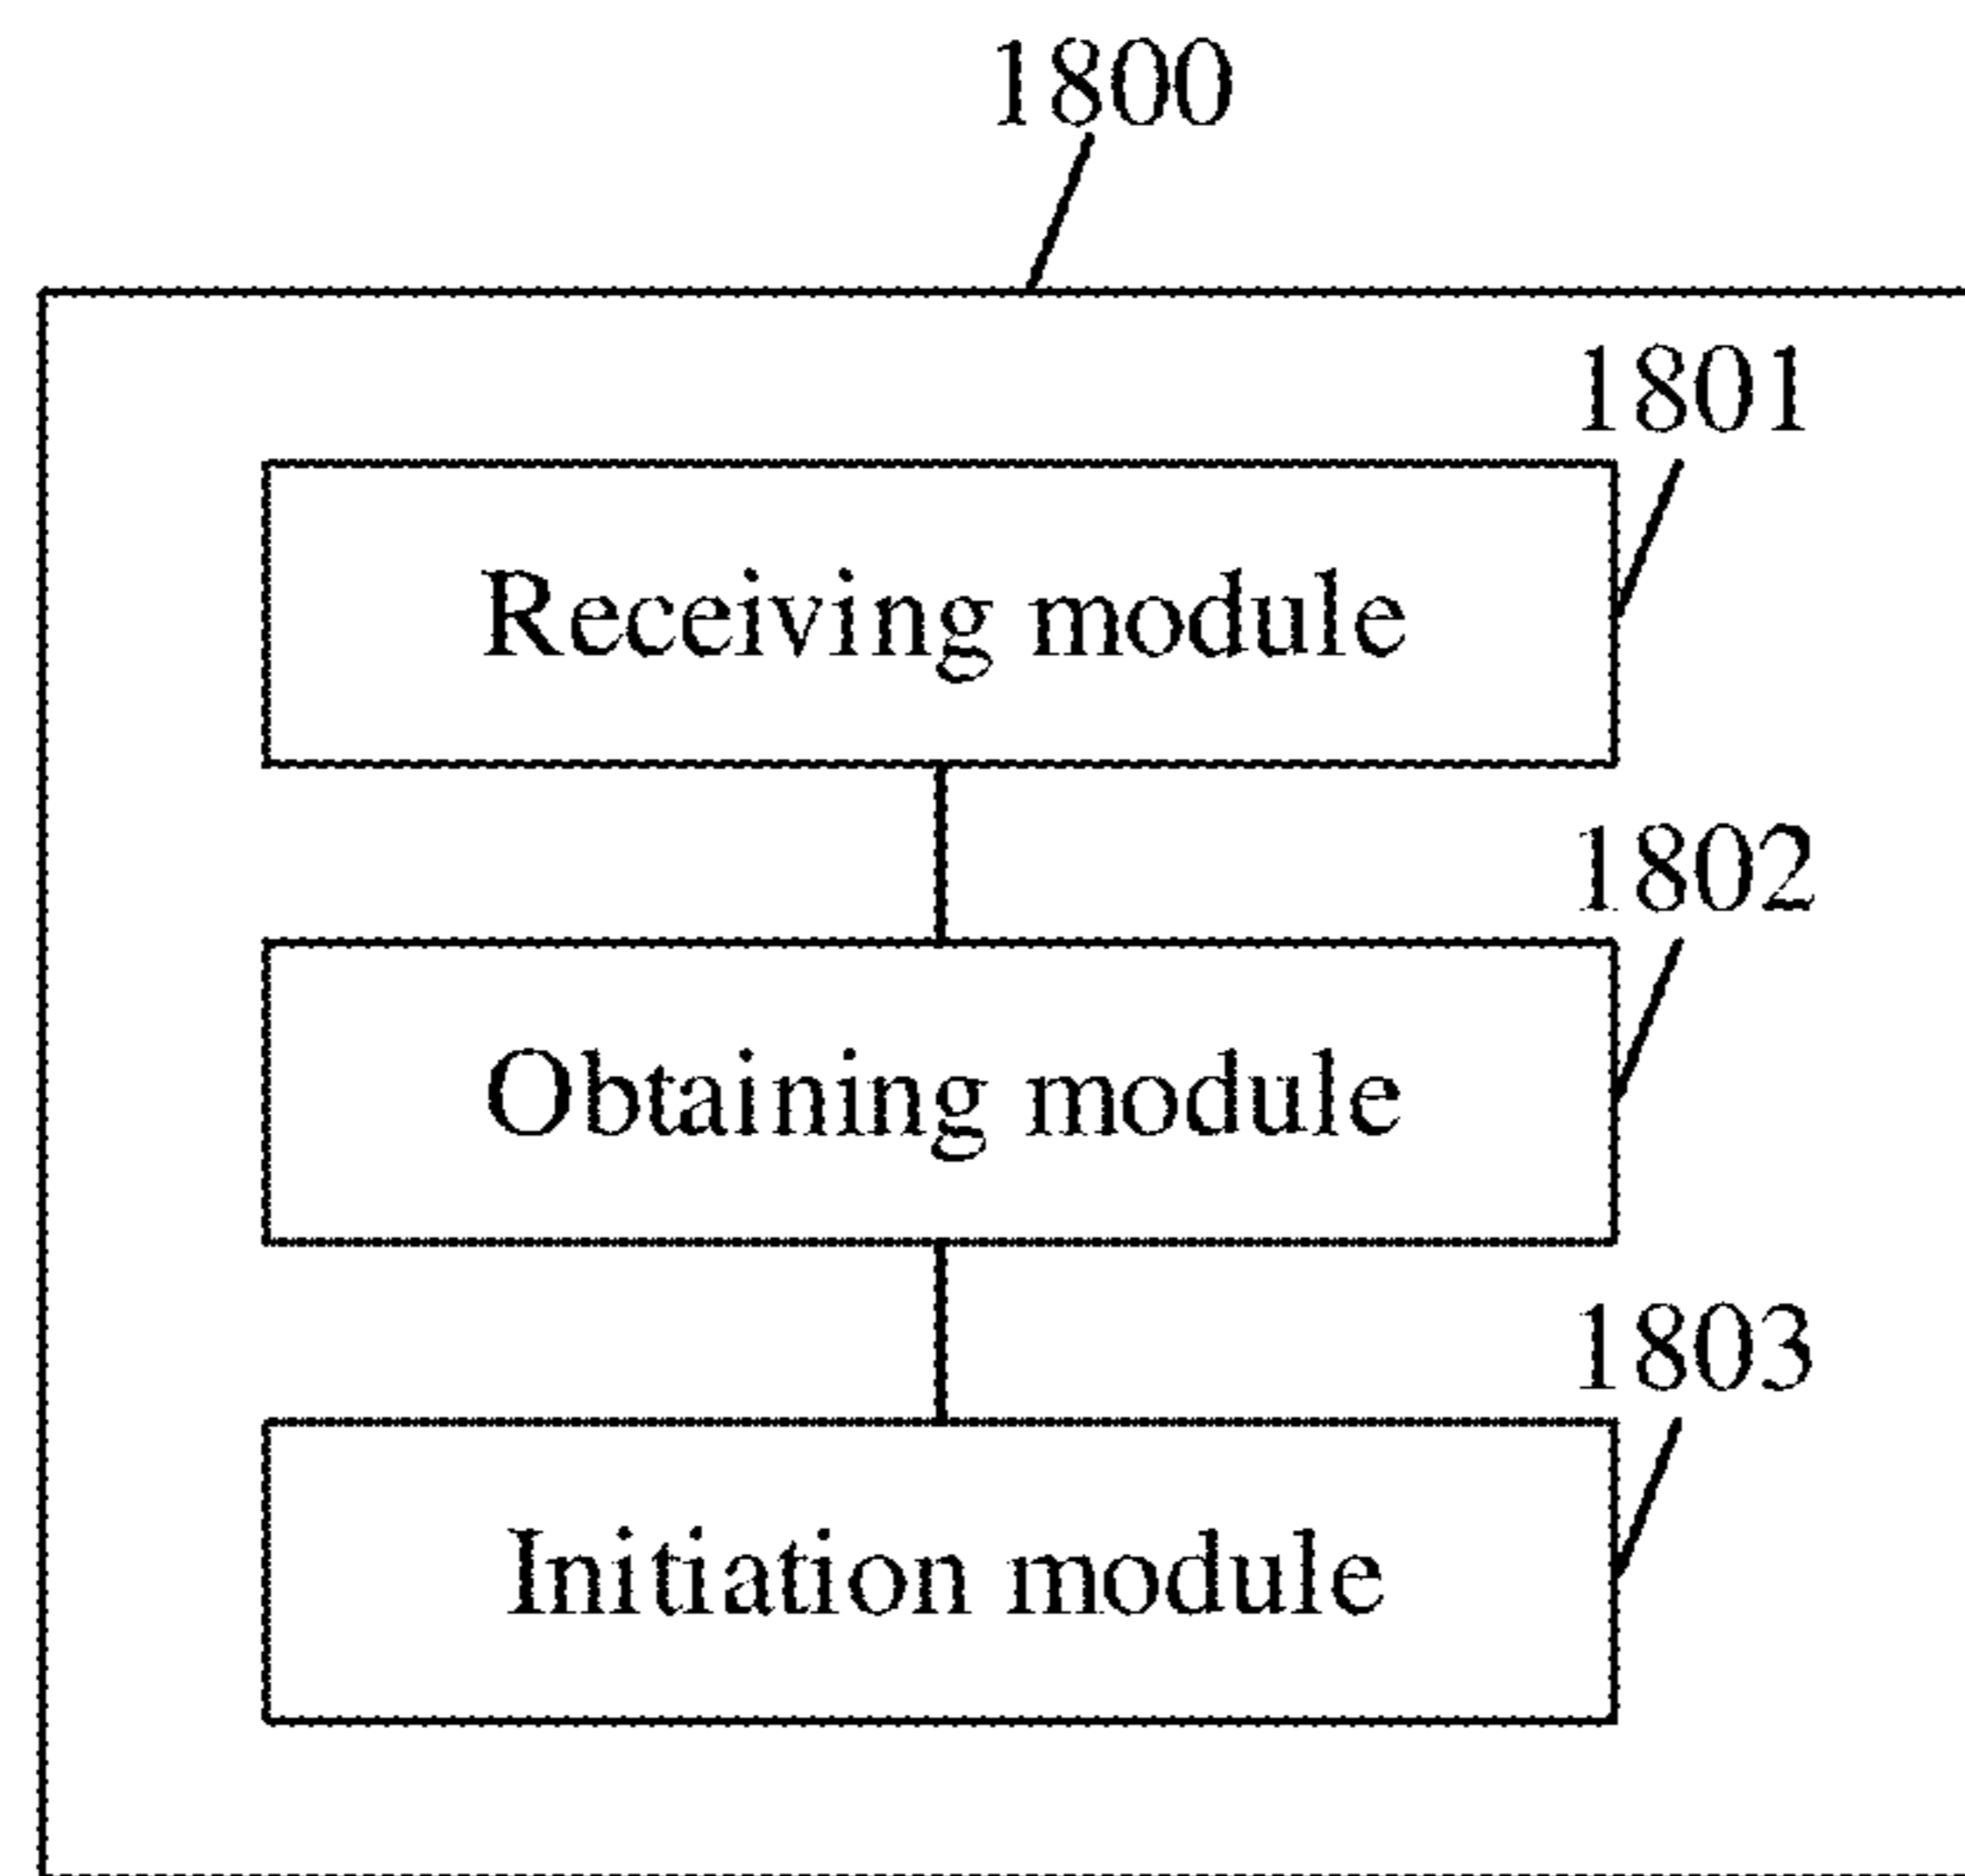 1800
1801
Receiving module
1802
Obtaining module
1803
Initiation module